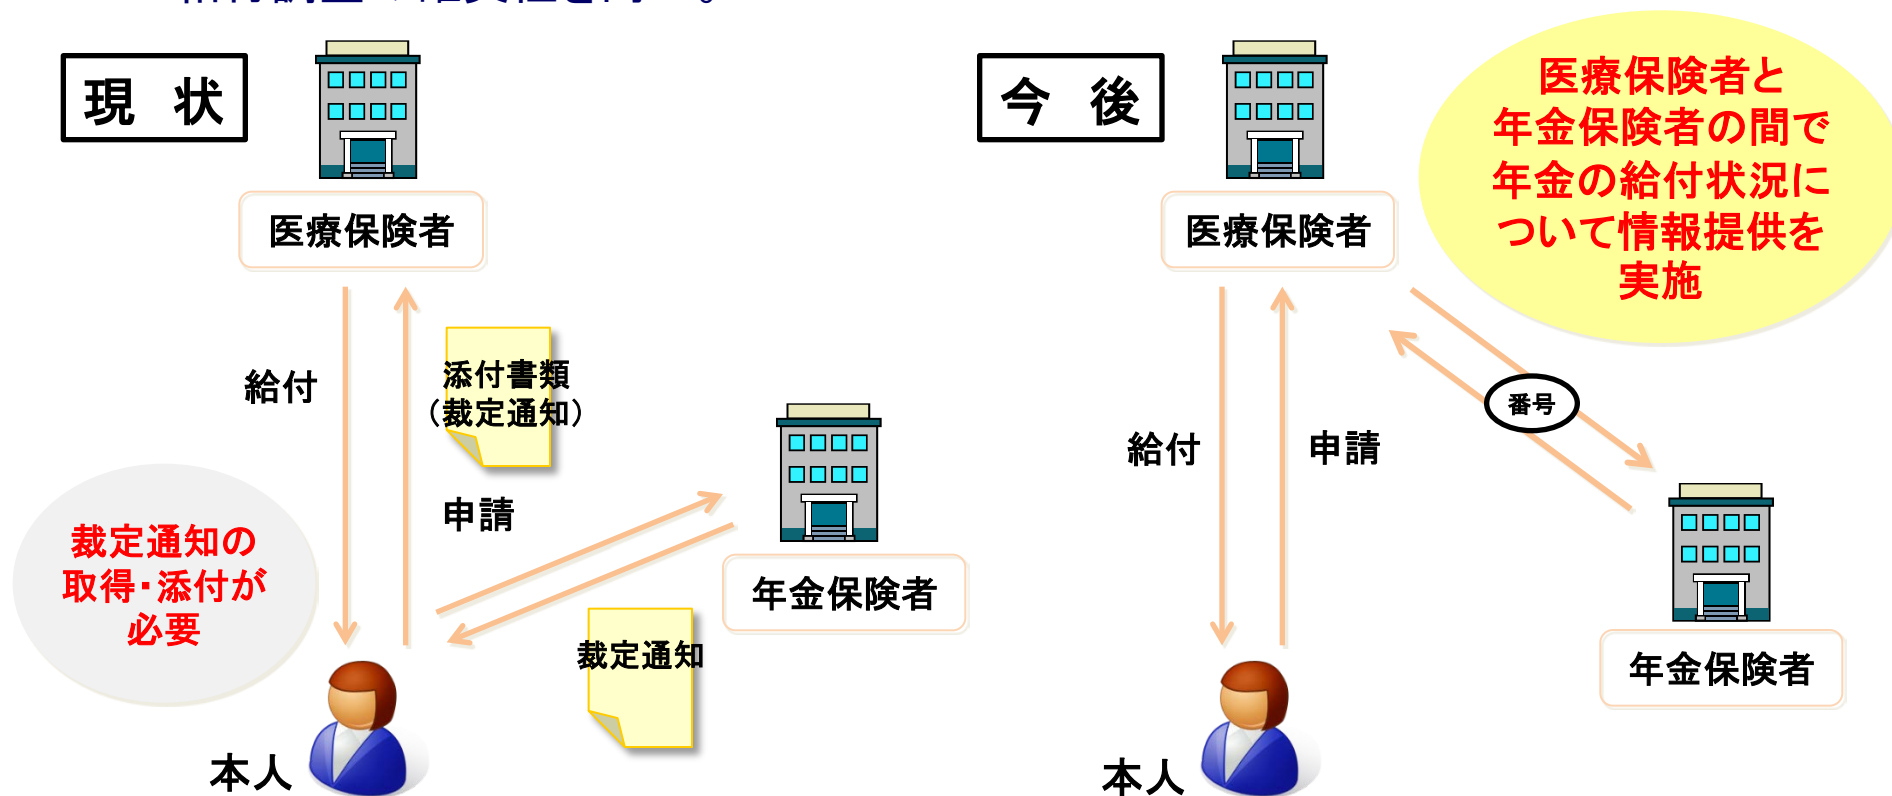 現 状
医療保険者
給付
添付書類
（裁定通知）
申請
裁定通知の
取得・添付が
必要
年金保険者
裁定通知
本人
今 後
医療保険者と
年金保険者の間で
年金の給付状況に
ついて情報提供を
実施
医療保険者
番号
給付
申請
年金保険者
本人